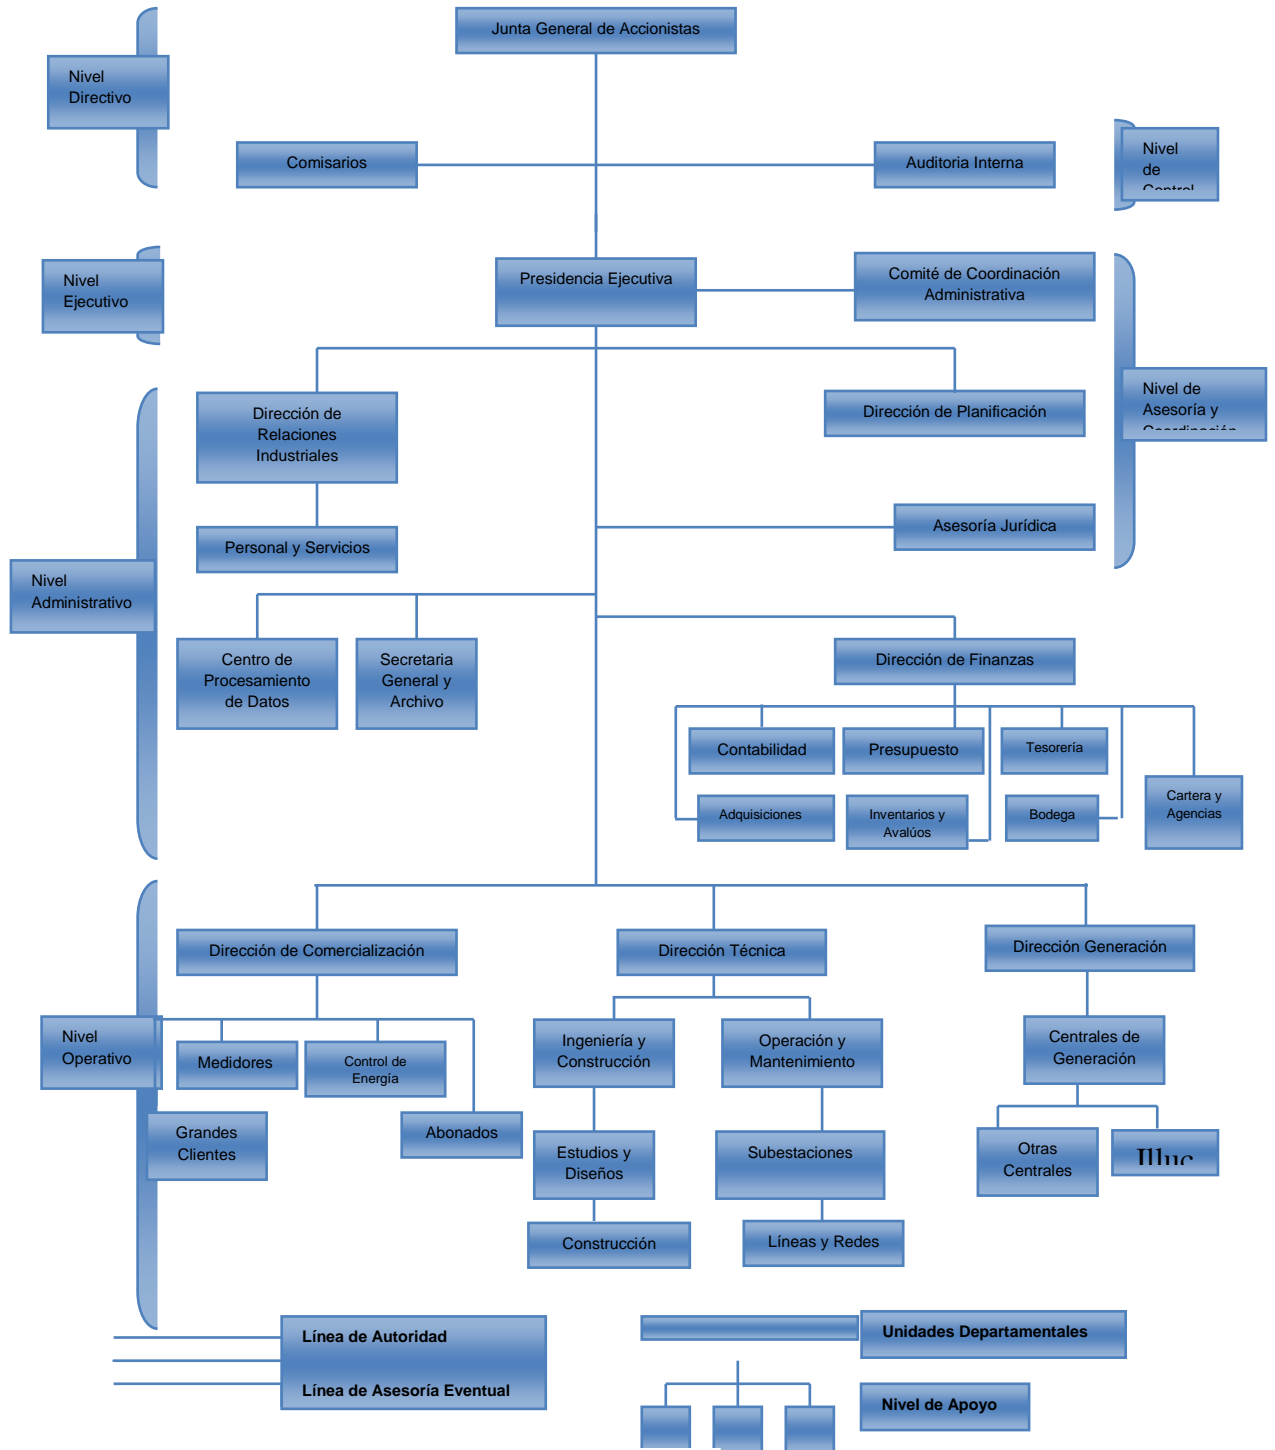 Junta General de Accionistas
Nivel
Directivo
Comisarios
Auditoria Interna
Nivel
de
Control
Nivel
Ejecutivo
Presidencia Ejecutiva
Comité de Coordinación
Administrativa
Dirección de
Relaciones
Industriales
Dirección de Planificación
Nivel de
Asesoría y
Coordinación
Personal y Servicios
Asesoría Jurídica
Nivel
Administrativo
Centro de
Procesamiento
de Datos
Secretaria
General y
Archivo
Dirección de Finanzas
Contabilidad
Presupuesto
Tesorería
Adquisiciones
Inventarios y
Avalúos
Bodega
Cartera y
Agencias
Dirección de Comercialización
Dirección Técnica
Dirección Generación
Nivel
Operativo
Medidores
Control de
Energía
Grandes
Clientes
Abonados
Ingeniería y
Construcción
Operación y
Mantenimiento
Centrales de
Generación
Estudios y
Diseños
Subestaciones
Otras
Centrales
Construcción
Líneas y Redes
Línea de Autoridad
Línea de Asesoría Eventual
Unidades Departamentales
Nivel de Apoyo